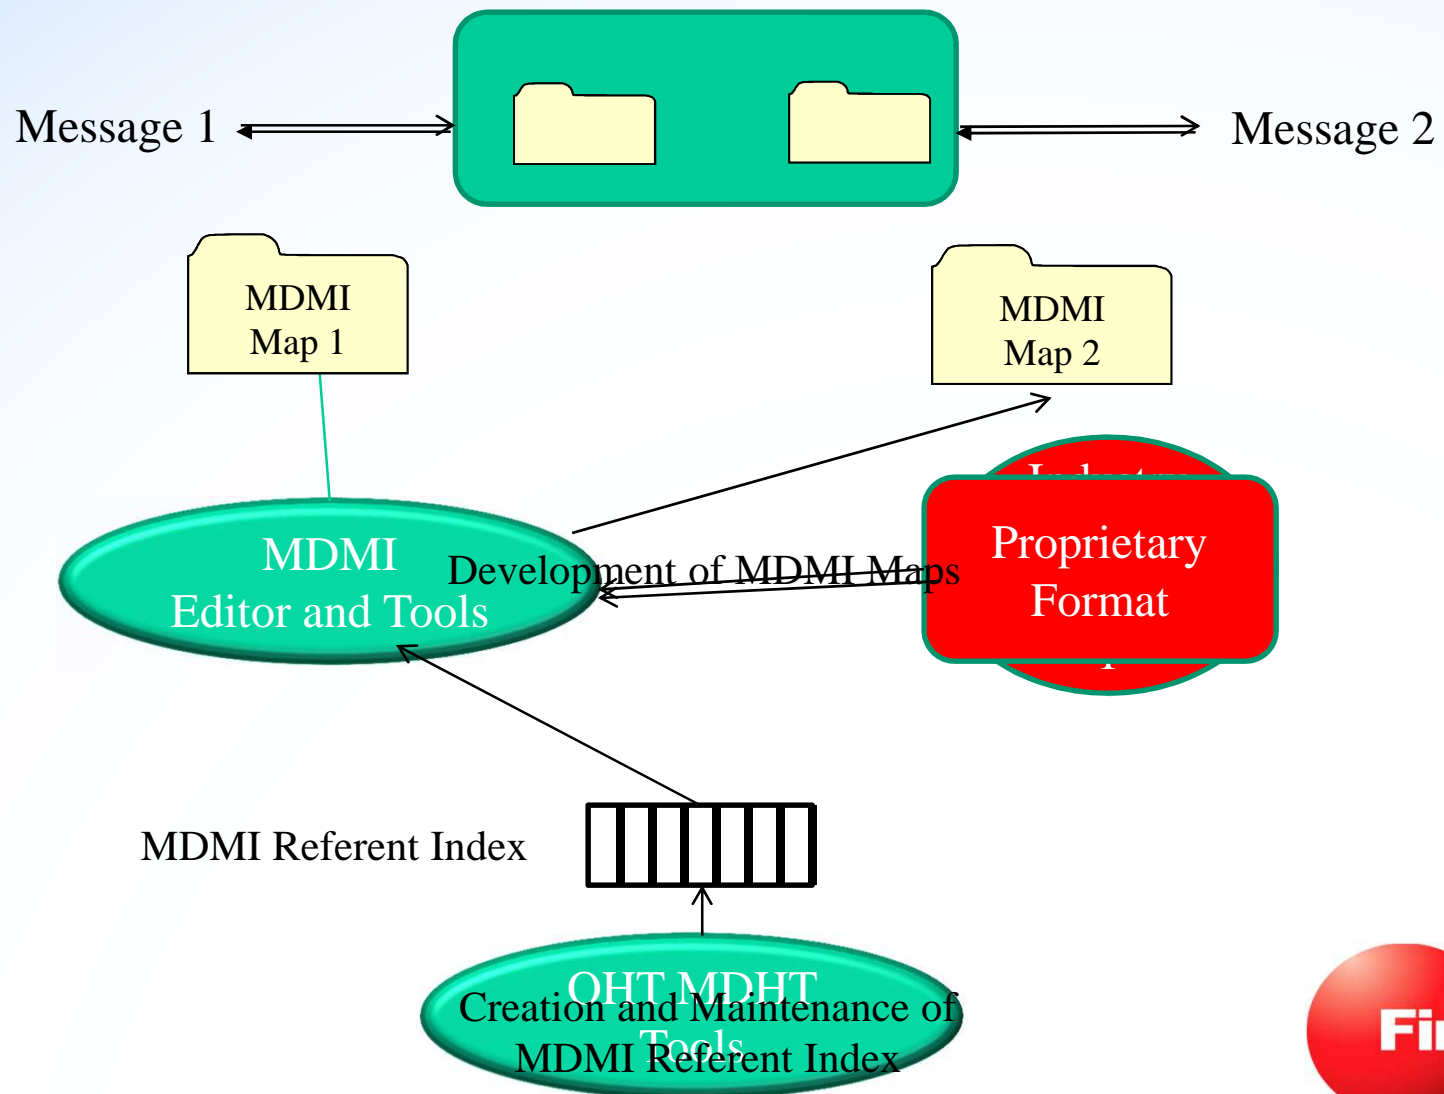 Message 1
Message 2
MDMI
Map 1
MDMI
Map 2
Industry
Proprietary
Format
MDMI
Editor and Tools
Development of MDMI Maps
MDMI Referent Index
OHT MDHT
Tools
Creation and Maintenance of
MDMI Referent Index